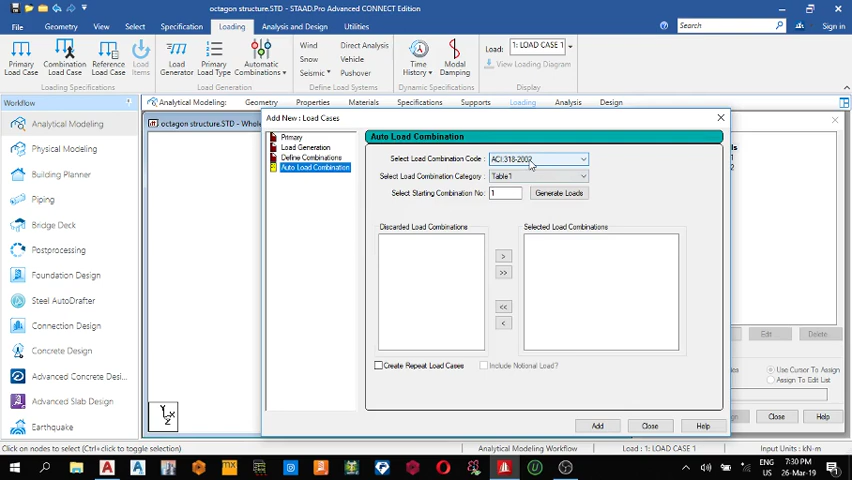 octagon structure.STD - STAAD.Pro Advanced CONNECT Edition
File Geometry View Select Specification Loading Analysis and Design Utilities
Search Home Sign in
Primary Load Case
Combination Load Case
Reference Load Case
Load Items
Load Generator
Primary Load Type
Automatic Combinations
Wind
Snow
Seismic
Direct Analysis
Vehicle
Pushover
Time History
Modal Damping
Load: 1: LOAD CASE 1
View Loading Diagram
Loading Specifications Load Generation Define Load Systems Dynamic Specifications Display
Workflow
Analytical Modeling: Geometry Properties Materials Specifications Supports Loading Analysis Design
Analytical Modeling
Physical Modeling
Building Planner
Piping
Bridge Deck
Postprocessing
Foundation Design
Steel AutoDrafter
Connection Design
Concrete Design
Advanced Concrete Des...
Advanced Slab Design
Earthquake
octagon structure.STD - Whole
Add New : Load Cases
Primary
Load Generation
Define Combinations
Auto Load Combination
Auto Load Combination
Select Load Combination Code : ACI:318-2002
Select Load Combination Category : Table1
Select Starting Combination No: 1 Generate Loads
Discarded Load Combinations Selected Load Combinations
>
>>
<<
<
Create Repeat Load Cases Include Notional Load?
Add Close Help
Edit Delete...
Use Cursor To Assign
Assign To Edit List
Close Help
Y
X
Z
Click on nodes to select (Ctrl+click to toggle selection) Analytical Modeling Workflow Load : 1: LOAD CASE 1 Input Units : kN-m
ENG
US
7:30 PM
26-Mar-19